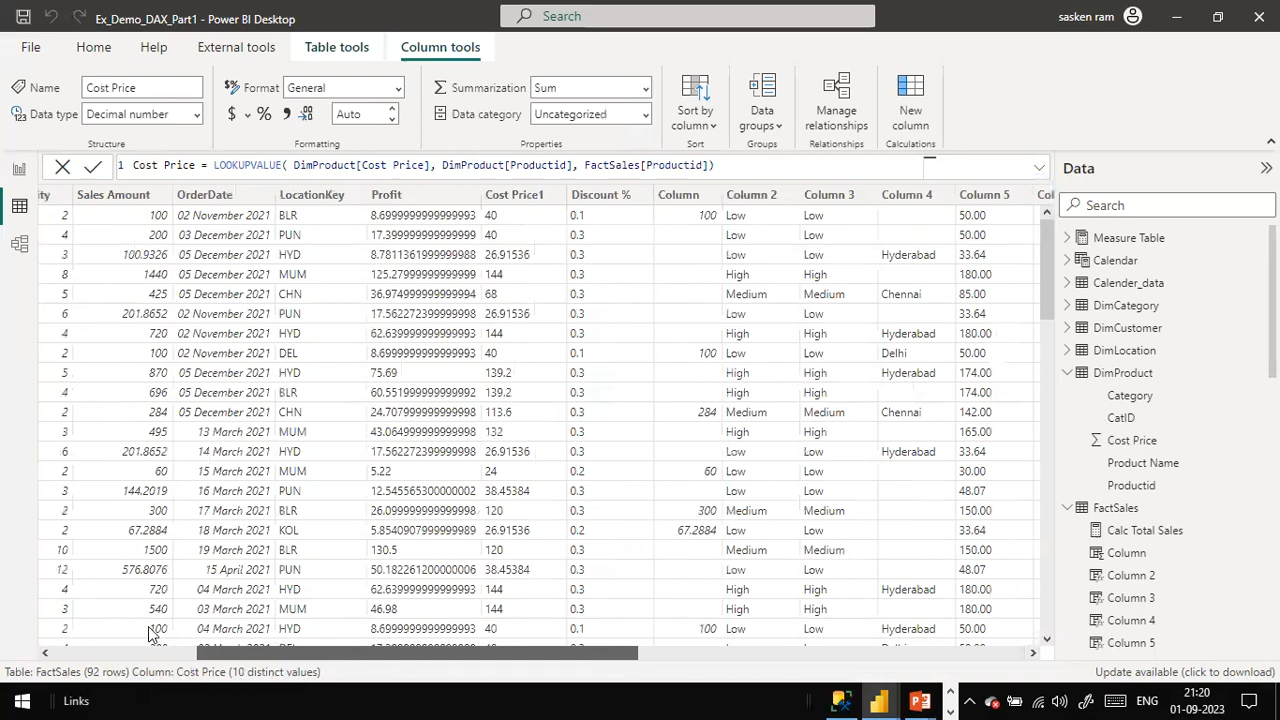 Ex_Demo_DAX_Part1 - Power BI Desktop
Search
sasken ram
File Home Help External tools Table tools Column tools
Name Cost Price
Format General
Summarization Sum
Data type Decimal number
$ % Auto
Data category Uncategorized
Sort by column
Data groups
Manage relationships
New column
Structure Formatting Properties Sort Groups Relationships Calculations
1 Cost Price = LOOKUPVALUE( DimProduct[Cost Price], DimProduct[Productid], FactSales[Productid])
ity Sales Amount OrderDate LocationKey Profit Cost Price1 Discount % Column Column 2 Column 3 Column 4 Column 5 Col
2 100 02 November 2021 BLR 8.6999999999999993 40 0.1 100 Low Low 50.00
4 200 03 December 2021 PUN 17.399999999999999 40 0.3 Low Low 50.00
3 100.9326 05 December 2021 HYD 8.7811361999999988 26.91536 0.3 Low Low Hyderabad 33.64
8 1440 05 December 2021 MUM 125.27999999999999 144 0.3 High High 180.00
5 425 05 December 2021 CHN 36.974999999999994 68 0.3 Medium Medium Chennai 85.00
6 201.8652 05 December 2021 PUN 17.562272399999998 26.91536 0.3 Low Low 33.64
4 720 02 November 2021 HYD 62.639999999999993 144 0.3 High High Hyderabad 180.00
2 100 02 November 2021 DEL 8.6999999999999993 40 0.1 100 Low Low Delhi 50.00
5 870 05 December 2021 HYD 75.69 139.2 0.3 High High Hyderabad 174.00
4 696 05 December 2021 BLR 60.551999999999992 139.2 0.3 High High 174.00
2 284 05 December 2021 CHN 24.707999999999998 113.6 0.3 284 Medium Medium Chennai 142.00
3 495 13 March 2021 MUM 43.064999999999998 132 0.3 High High 165.00
6 201.8652 14 March 2021 HYD 17.562272399999998 26.91536 0.3 Low Low Hyderabad 33.64
2 60 15 March 2021 MUM 5.22 24 0.2 60 Low Low 30.00
3 144.2019 16 March 2021 PUN 12.545565300000002 38.45384 0.3 Low Low 48.07
2 300 17 March 2021 BLR 26.099999999999998 120 0.3 300 Medium Medium 150.00
2 67.2884 18 March 2021 KOL 5.8540907999999989 26.91536 0.2 67.2884 Low Low 33.64
10 1500 19 March 2021 BLR 130.5 120 0.3 Medium Medium 150.00
12 576.8076 15 April 2021 PUN 50.182261200000006 38.45384 0.3 Low Low 48.07
4 720 04 March 2021 HYD 62.639999999999993 144 0.3 High High Hyderabad 180.00
3 540 03 March 2021 MUM 46.98 144 0.3 High High 180.00
2 100 04 March 2021 HYD 8.6999999999999993 40 0.1 100 Low Low Hyderabad 50.00
Data
Search
Measure Table
Calendar
Calender_data
DimCategory
DimCustomer
DimLocation
DimProduct
Category
CatID
Cost Price
Product Name
Productid
FactSales
Calc Total Sales
Column
Column 2
Column 3
Column 4
Column 5
Table: FactSales (92 rows) Column: Cost Price (10 distinct values)
Update available (click to download)
Links
ENG
21:20
01-09-2023